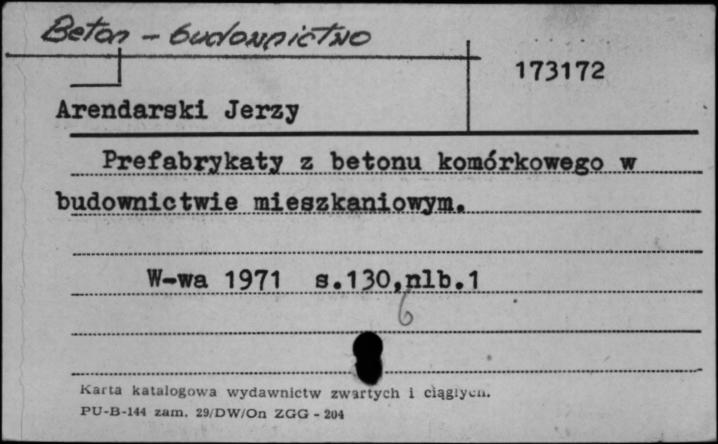 Beton - budownictwo
173172
Arendarski Jerzy
Prefabrykaty z betonu komórkowego w
budownictwie mieszkaniowym.
W-wa 1971 s.130,nlb.1
6
Karta katalogowa wydawnictw zwartych i ciągłych.
PU-B-144 zam. 29/DW/On ZGG - 204